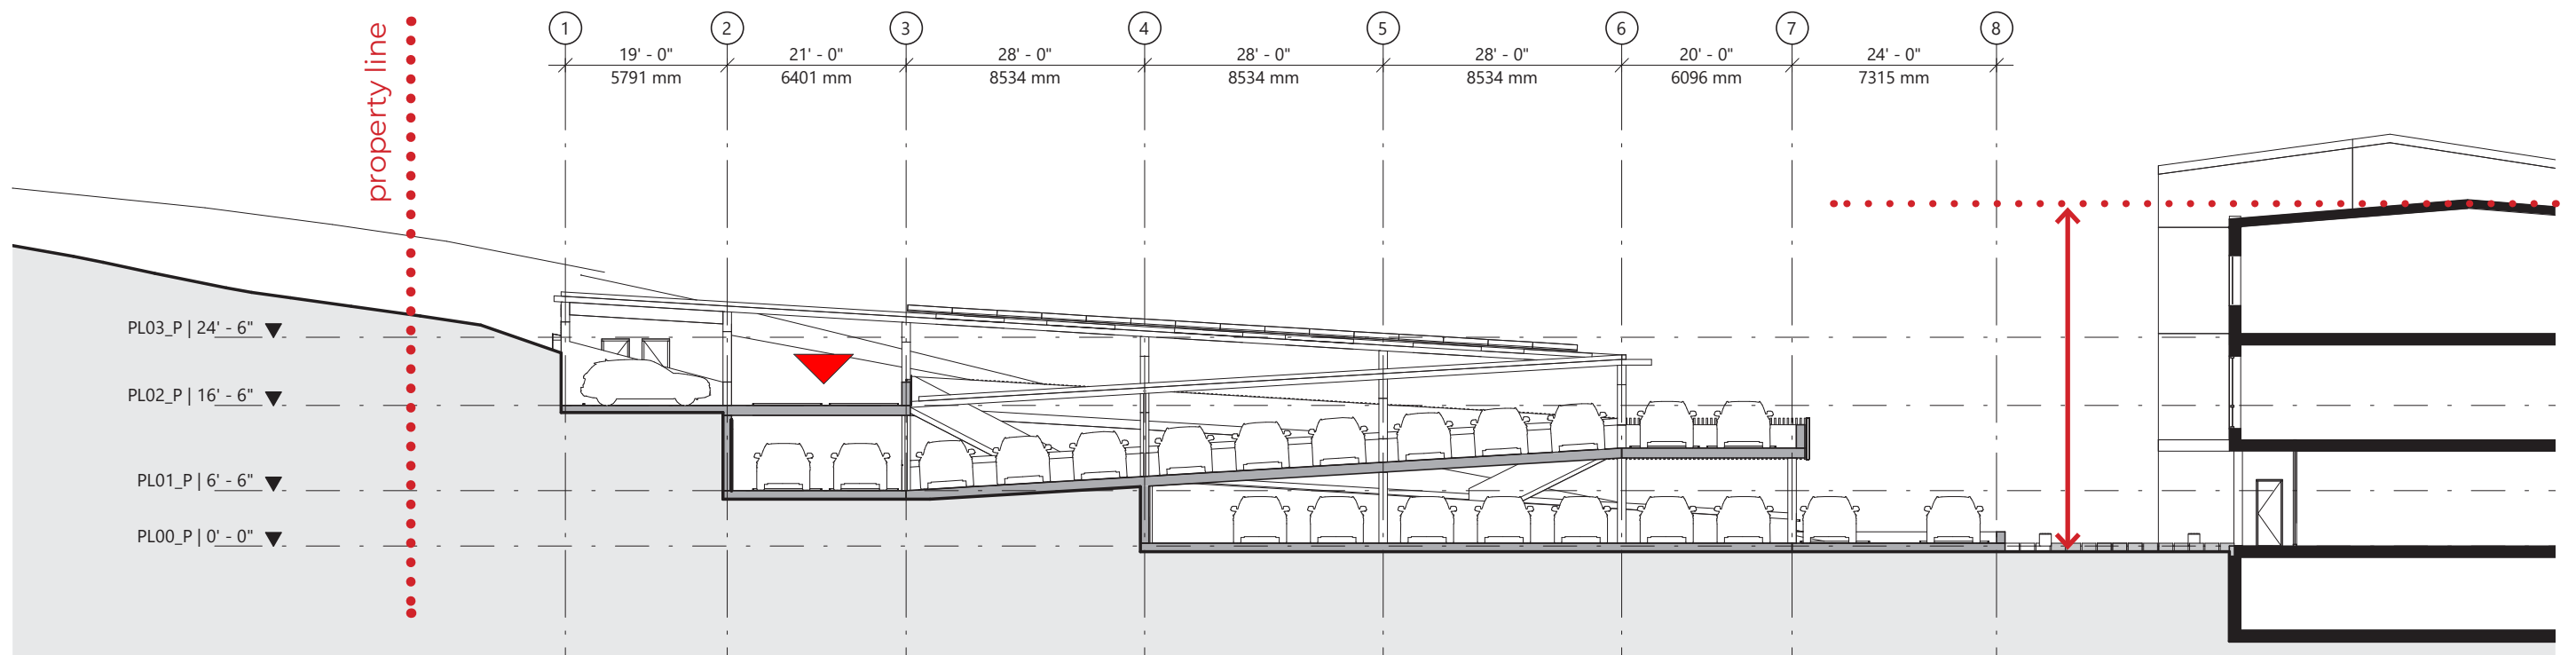 property line
1 2 3 4 5 6 7 8
19' - 0" 21' - 0" 28' - 0" 28' - 0" 28' - 0" 20' - 0" 24' - 0"
5791 mm 6401 mm 8534 mm 8534 mm 8534 mm 6096 mm 7315 mm
PL03_P | 24' - 6"
PL02_P | 16' - 6"
PL01_P | 6' - 6"
PL00_P | 0' - 0"